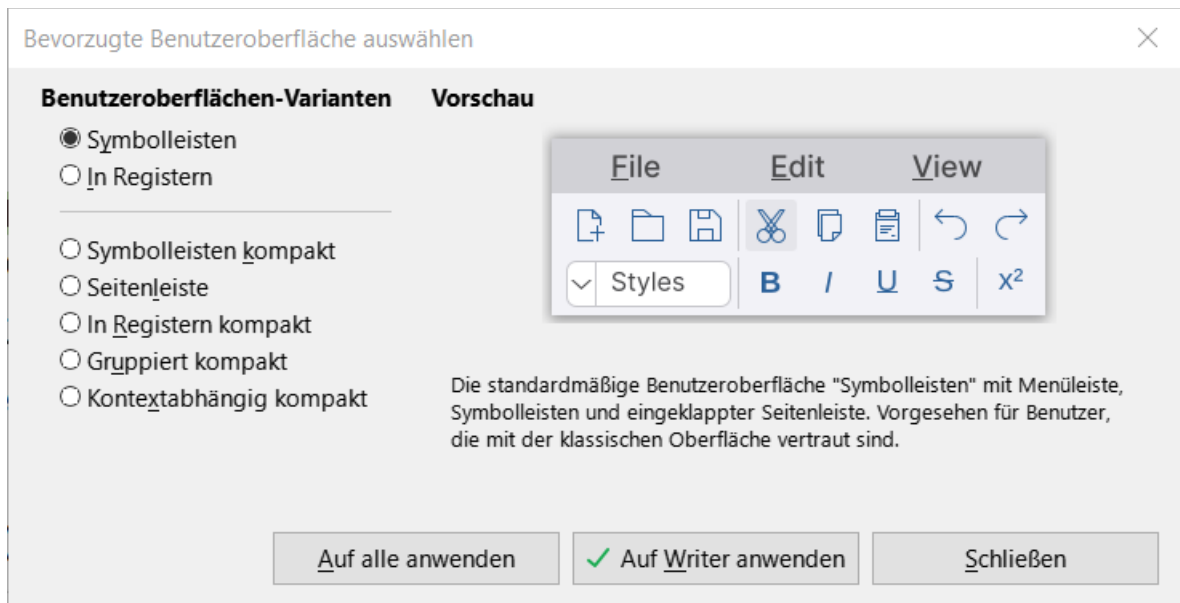 Bevorzugte Benutzeroberfläche auswählen
Benutzeroberflächen-Varianten
Symbolleisten
In Registern
Symbolleisten kompakt
Seitenleiste
In Registern kompakt
Gruppiert kompakt
Kontextabhängig kompakt
Vorschau
File Edit View
Styles B I U S x²
Die standardmäßige Benutzeroberfläche "Symbolleisten" mit Menüleiste,
Symbolleisten und eingeklappter Seitenleiste. Vorgesehen für Benutzer,
die mit der klassischen Oberfläche vertraut sind.
Auf alle anwenden
Auf Writer anwenden
Schließen